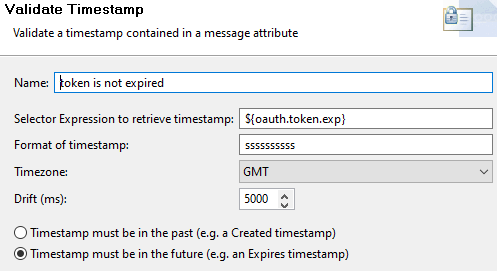 Validate Timestamp
Validate a timestamp contained in a message attribute
Name: token is not expired
Selector Expression to retrieve timestamp: ${oauth.token.exp}
Format of timestamp: ssssssssss
Timezone: GMT
Drift (ms): 5000
Timestamp must be in the past (e.g. a Created timestamp)
Timestamp must be in the future (e.g. an Expires timestamp)